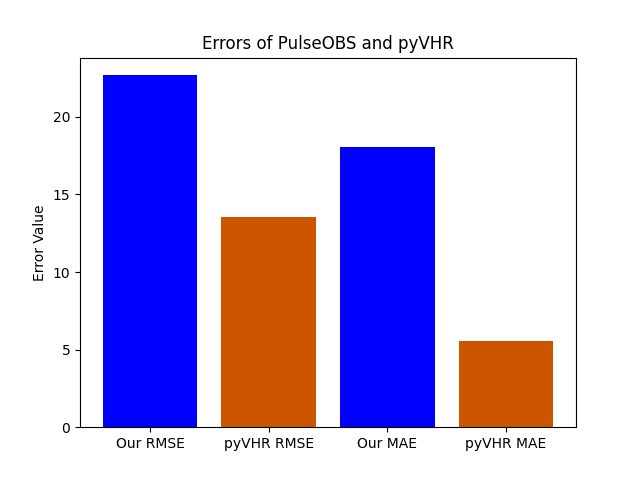 Errors of PulseOBS and pyVHR
Error Value
20
15
10
5
0
Our RMSE
pyVHR RMSE
Our MAE
pyVHR MAE